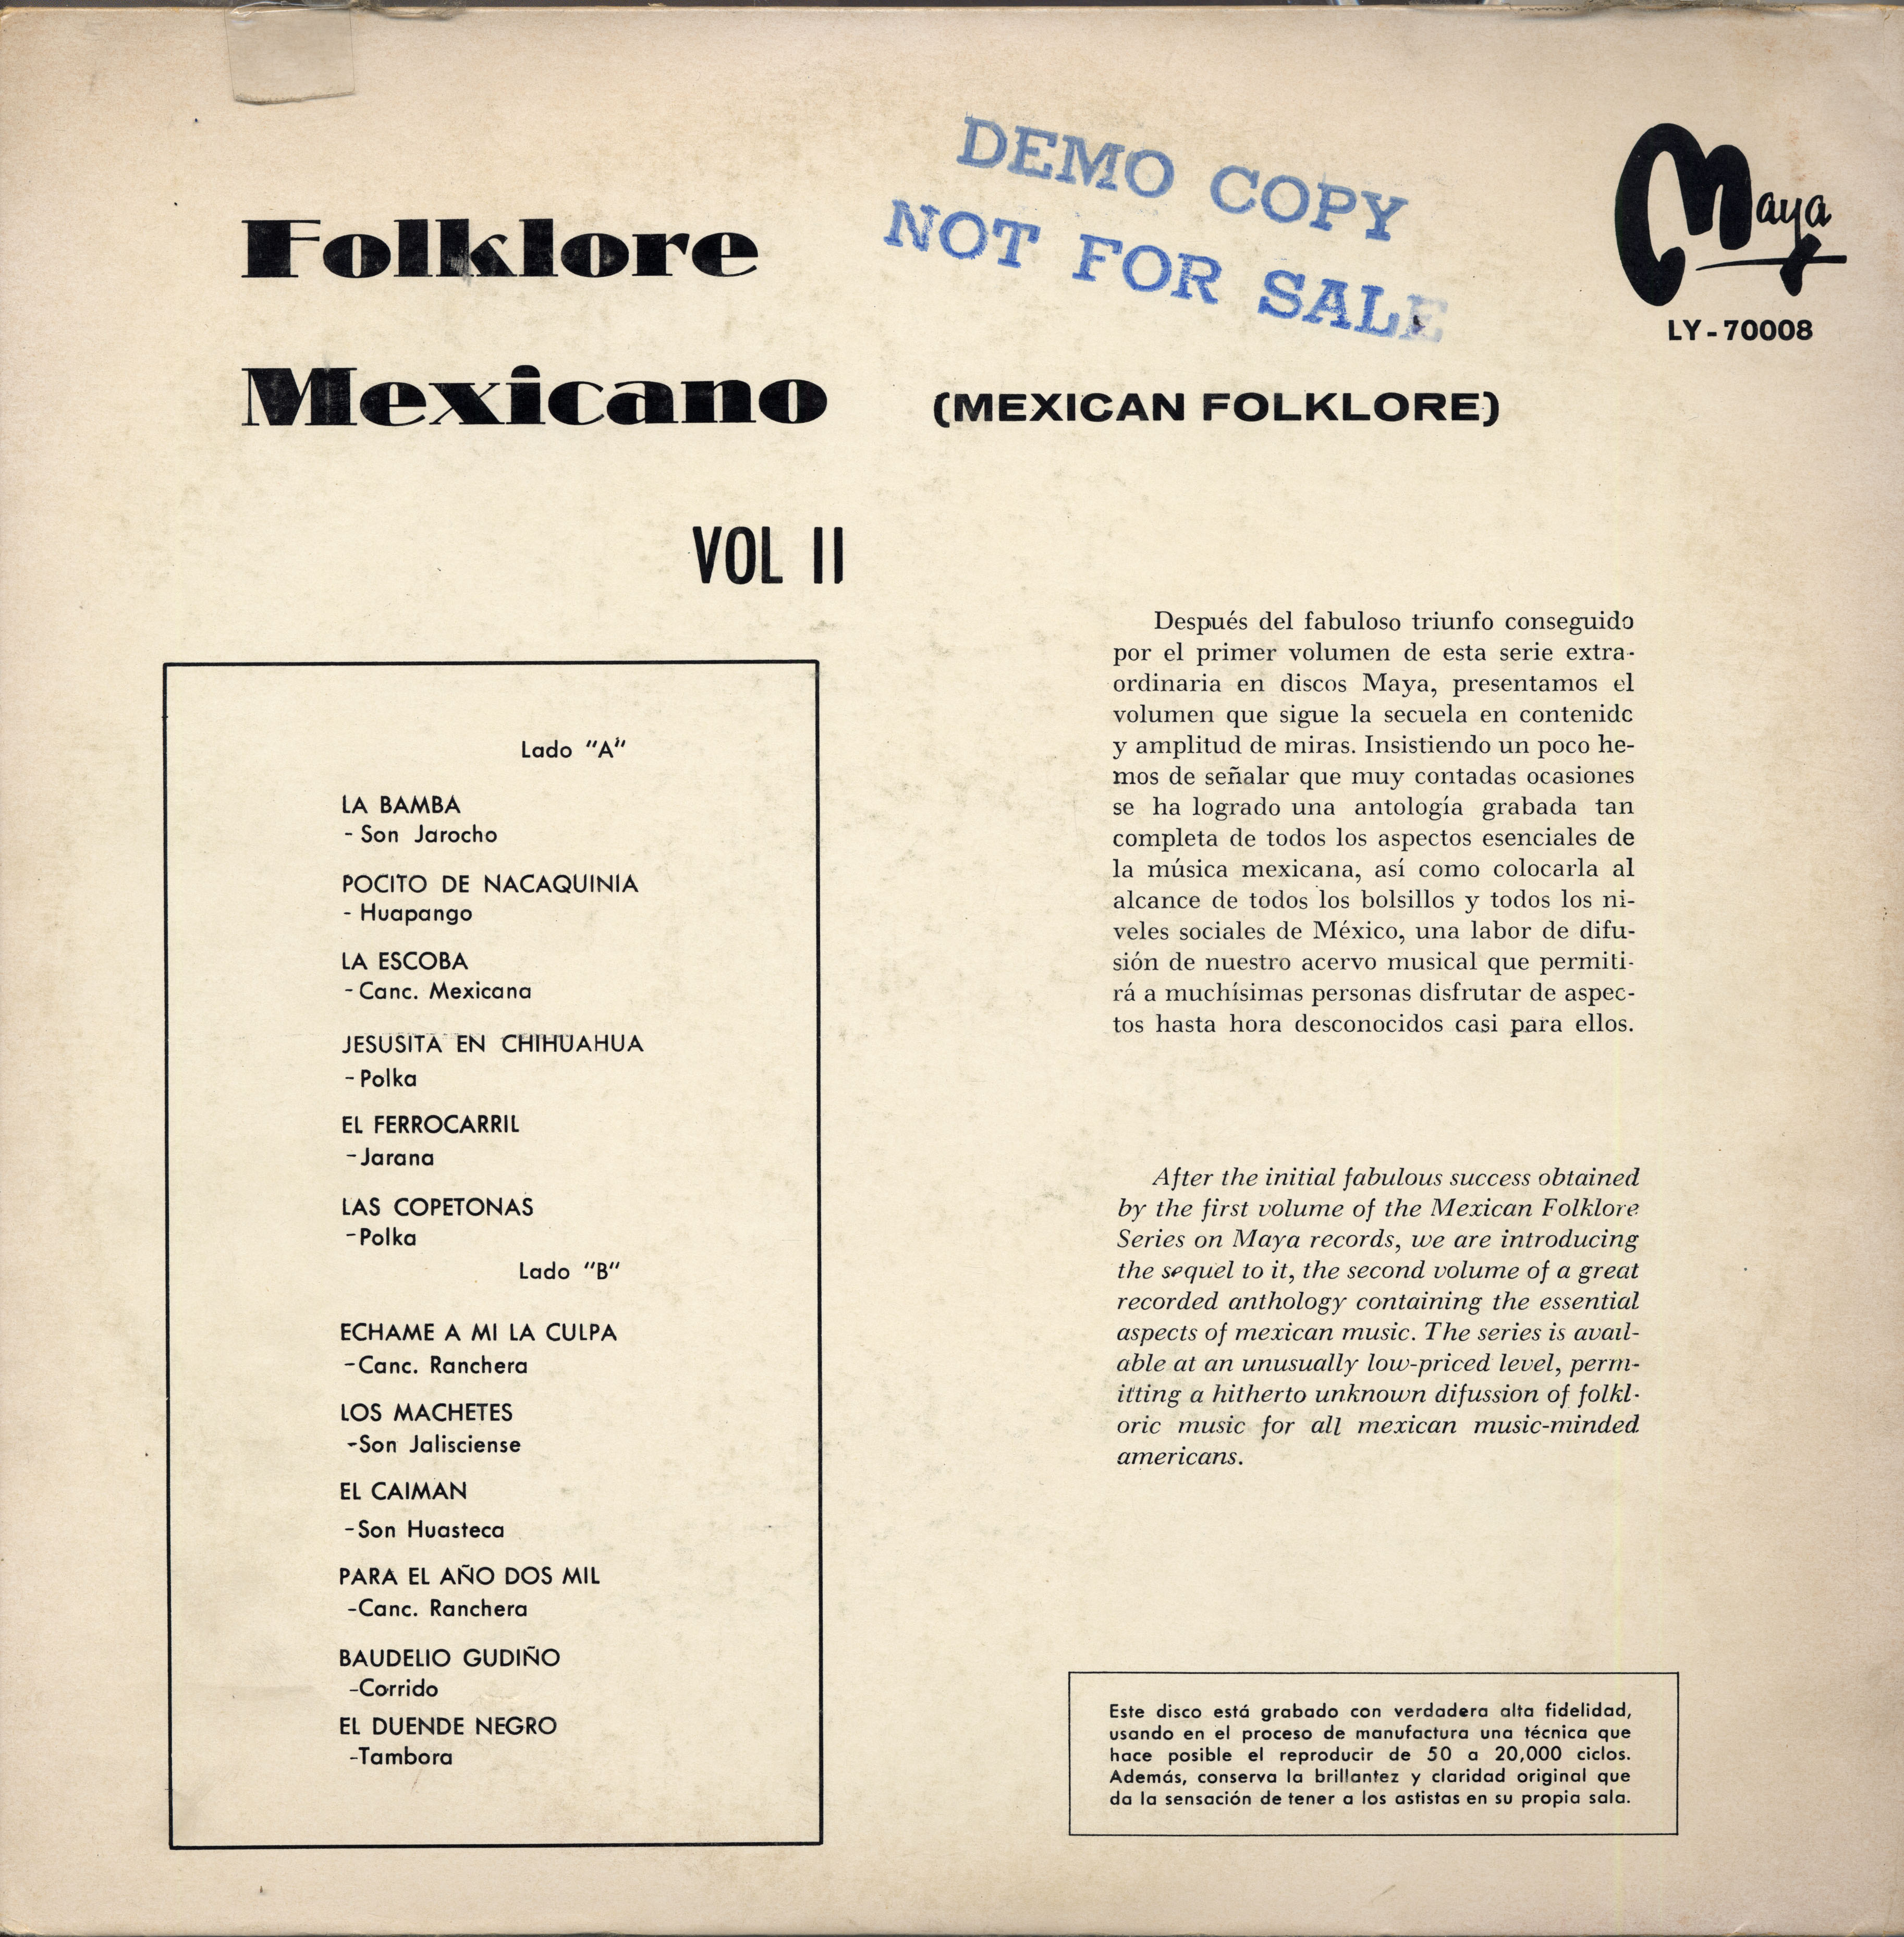 DEMO COPY
NOT FOR SALE
Maya
LY-70008
Folklore
Mexicano
(MEXICAN FOLKLORE)
VOL II
Lado "A"
LA BAMBA
- Son Jarocho
POCITO DE NACAQUINIA
- Huapango
LA ESCOBA
- Canc. Mexicana
JESUSITA EN CHIHUAHUA
- Polka
EL FERROCARRIL
- Jarana
LAS COPETONAS
- Polka
Lado "B"
ECHAME A MI LA CULPA
- Canc. Ranchera
LOS MACHETES
- Son Jalisciense
EL CAIMAN
- Son Huasteca
PARA EL AÑO DOS MIL
- Canc. Ranchera
BAUDELIO GUDIÑO
- Corrido
EL DUENDE NEGRO
- Tambora
Después del fabuloso triunfo conseguido
por el primer volumen de esta serie extra-
ordinaria en discos Maya, presentamos el
volumen que sigue la secuela en contenido
y amplitud de miras. Insistiendo un poco he-
mos de señalar que muy contadas ocasiones
se ha logrado una antología grabada tan
completa de todos los aspectos esenciales de
la música mexicana, así como colocarla al
alcance de todos los bolsillos y todos los ni-
veles sociales de México, una labor de difu-
sión de nuestro acervo musical que permiti-
rá a muchísimas personas disfrutar de aspec-
tos hasta hora desconocidos casi para ellos.
After the initial fabulous success obtained
by the first volume of the Mexican Folklore
Series on Maya records, we are introducing
the sequel to it, the second volume of a great
recorded anthology containing the essential
aspects of mexican music. The series is avail-
able at an unusually low-priced level, perm-
itting a hitherto unknown difussion of folkl-
oric music for all mexican music-minded
americans.
Este disco está grabado con verdadera alta fidelidad,
usando en el proceso de manufactura una técnica que
hace posible el reproducir de 50 a 20,000 ciclos.
Además, conserva la brillantez y claridad original que
da la sensación de tener a los astistas en su propia sala.